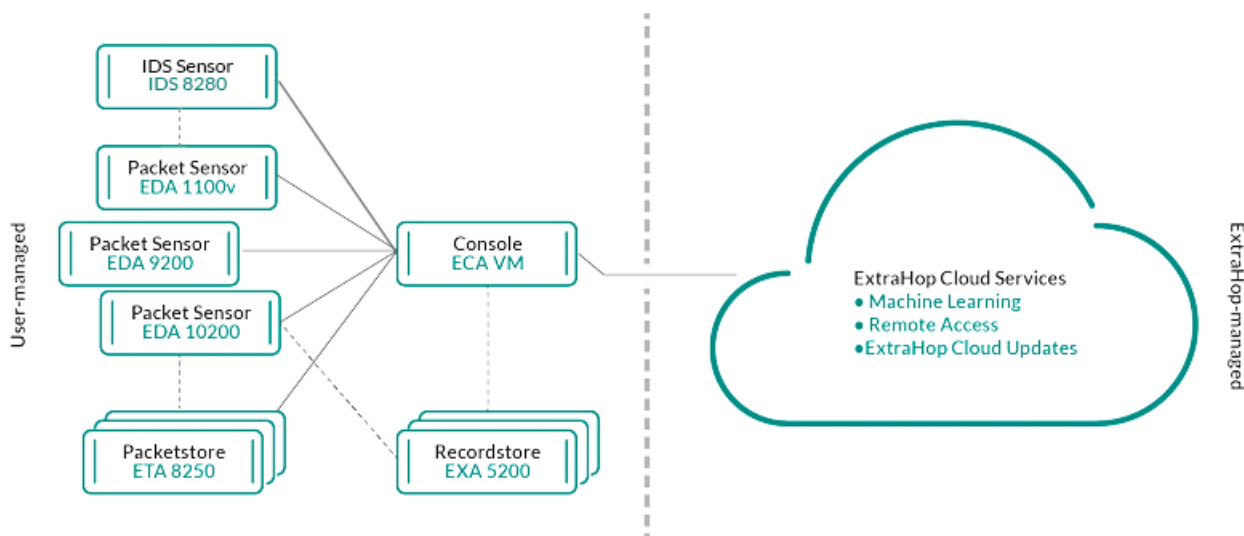 User-managed
IDS Sensor
IDS 8280
Packet Sensor
EDA 1100v
Packet Sensor
EDA 9200
Packet Sensor
EDA 10200
Packetstore
ETA 8250
Console
ECA VM
Recordstore
EXA 5200
ExtraHop Cloud Services
● Machine Learning
● Remote Access
●ExtraHop Cloud Updates
ExtraHop-managed